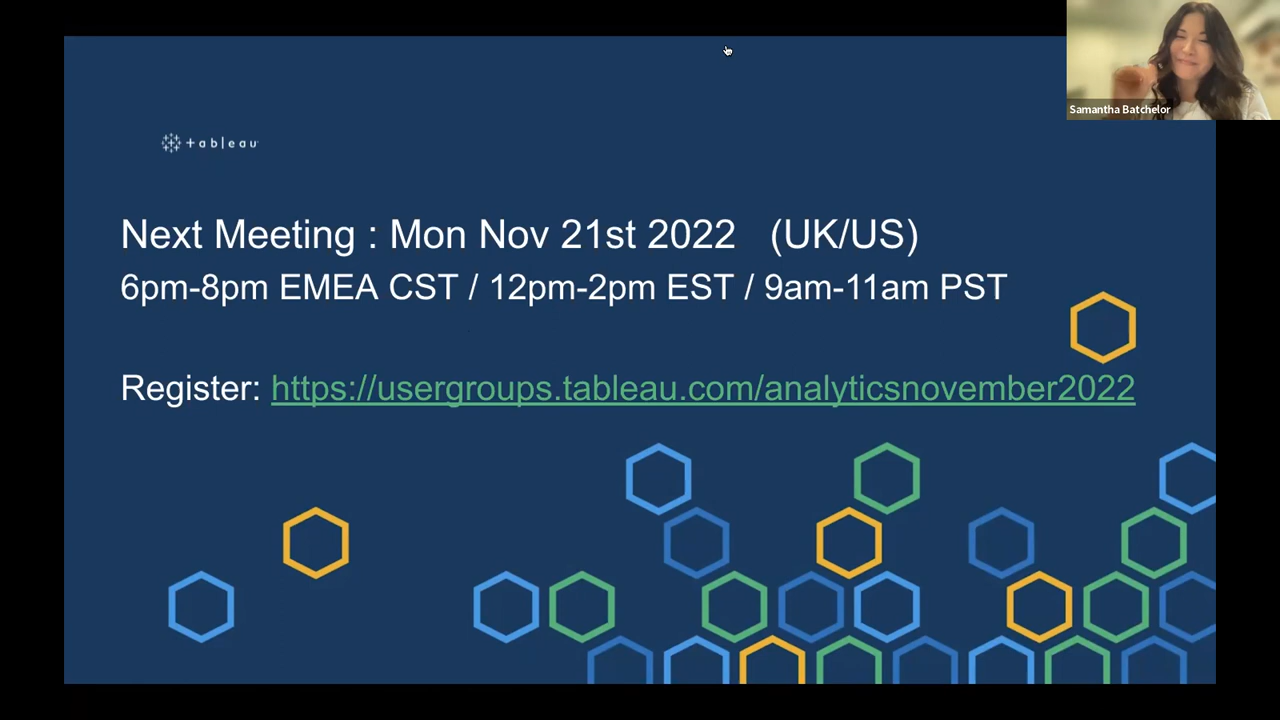 Samantha Batchelor
+ableau
Next Meeting : Mon Nov 21st 2022 (UK/US)
6pm-8pm EMEA CST / 12pm-2pm EST / 9am-11am PST
Register: https://usergroups.tableau.com/analyticsnovember2022